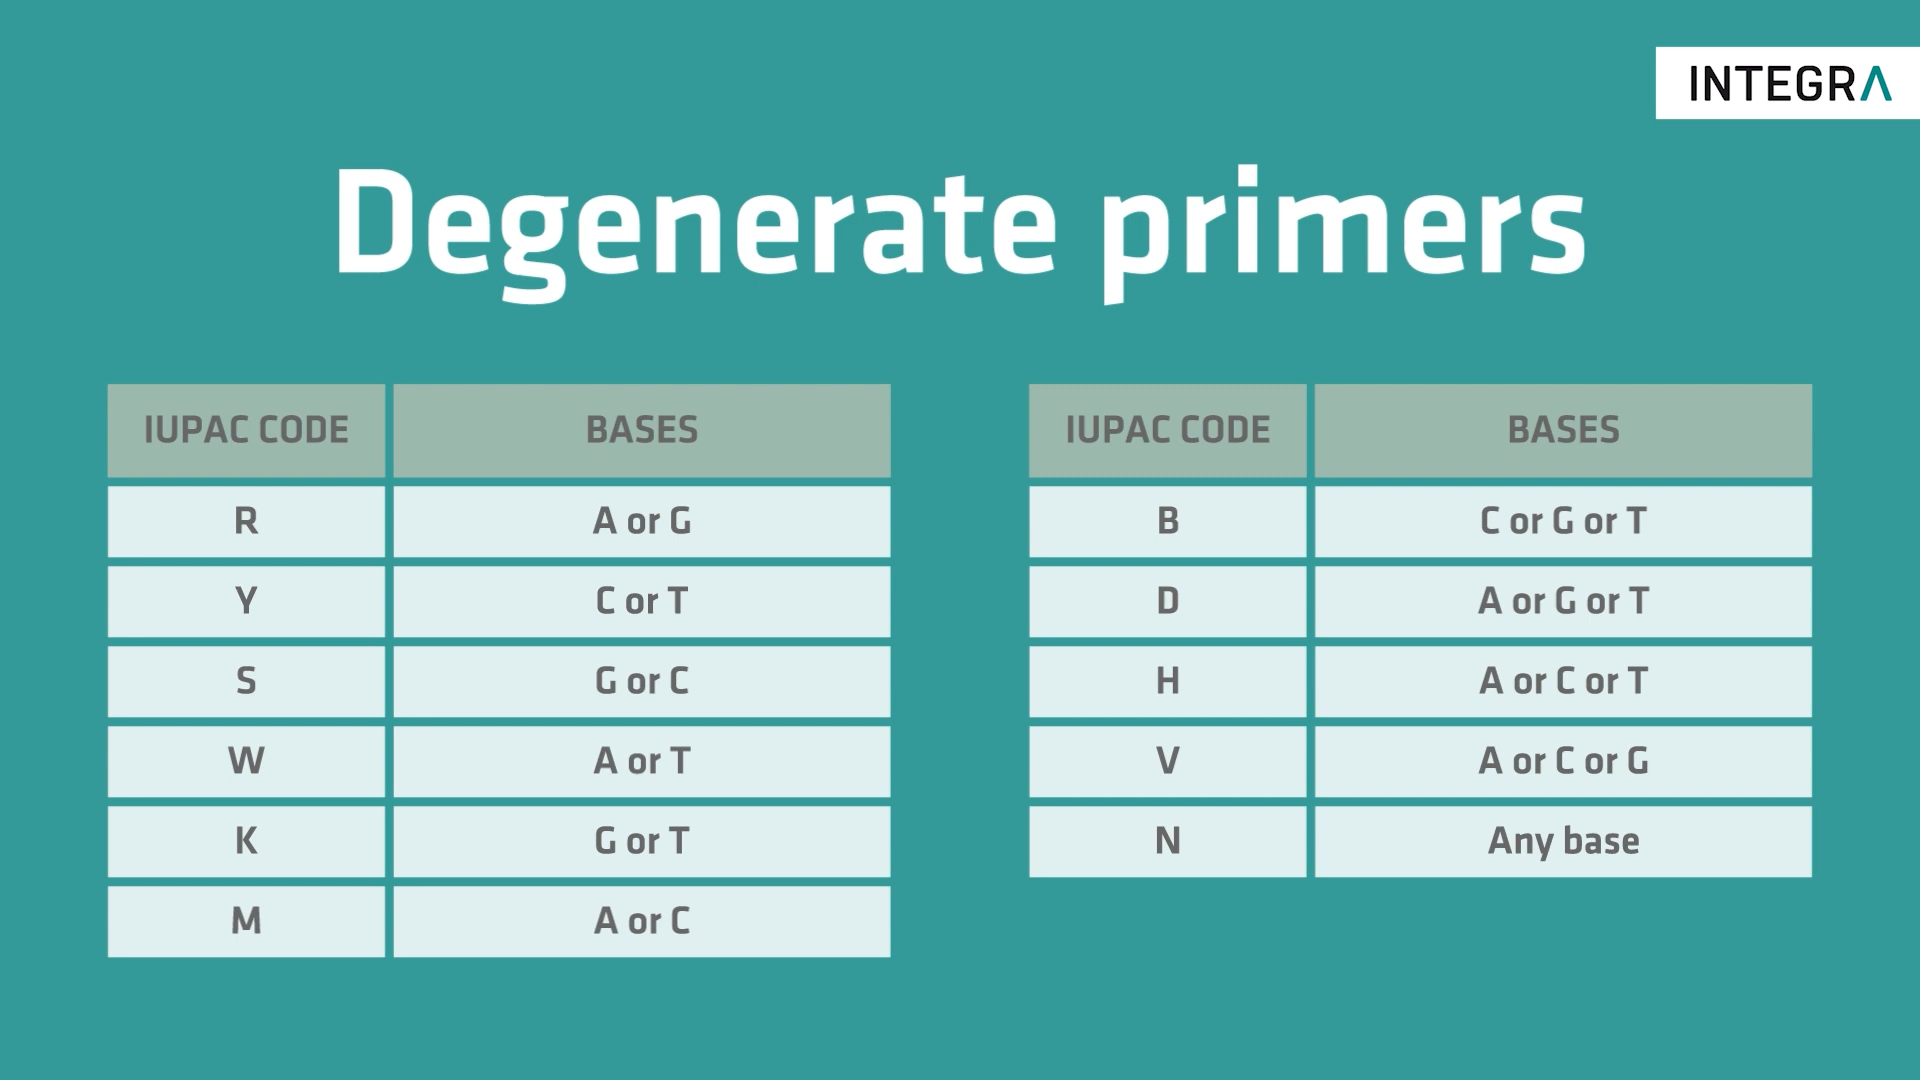 INTEGRA
Degenerate primers
IUPAC CODE BASES
R A or G
Y C or T
S G or C
W A or T
K G or T
M A or C
IUPAC CODE BASES
B C or G or T
D A or G or T
H A or C or T
V A or C or G
N Any base